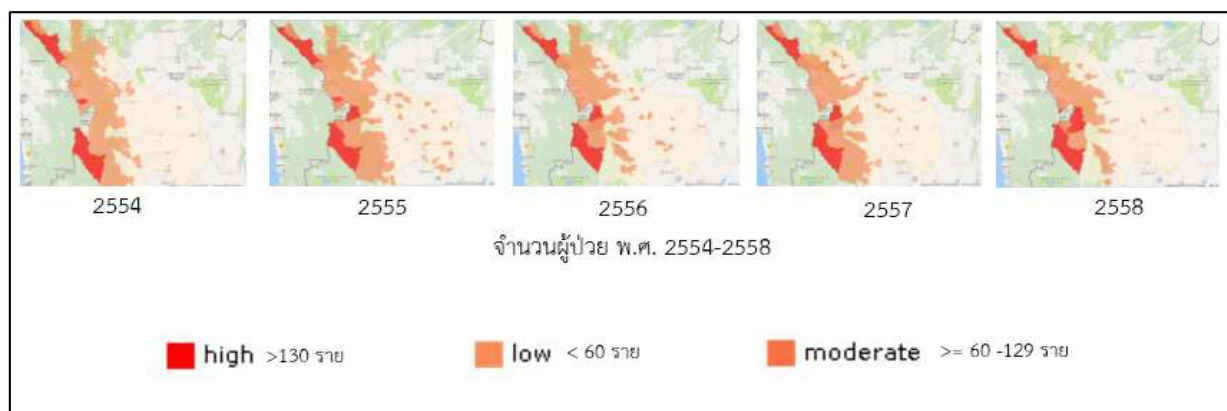 2554 2555 2556 2557 2558
จำนวนผู้ป่วย พ.ศ. 2554-2558
high >130 ราย low < 60 ราย moderate >= 60 -129 ราย